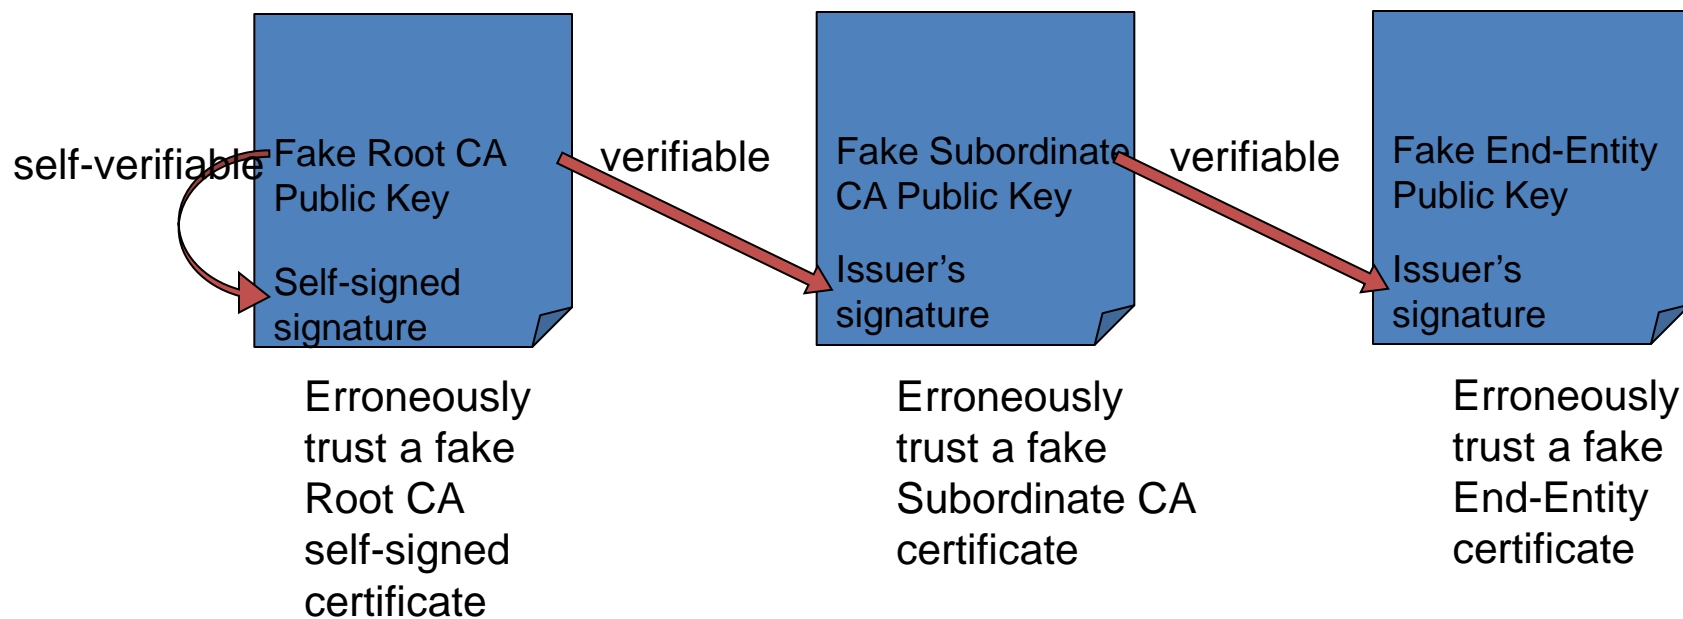 self-verifiable
Fake Root CA
Public Key
Self-signed
signature
verifiable
Fake Subordinate
CA Public Key
Issuer’s
signature
verifiable
Fake End-Entity
Public Key
Issuer’s
signature
Erroneously
trust a fake
Root CA
self-signed
certificate
Erroneously
trust a fake
Subordinate CA
certificate
Erroneously
trust a fake
End-Entity
certificate